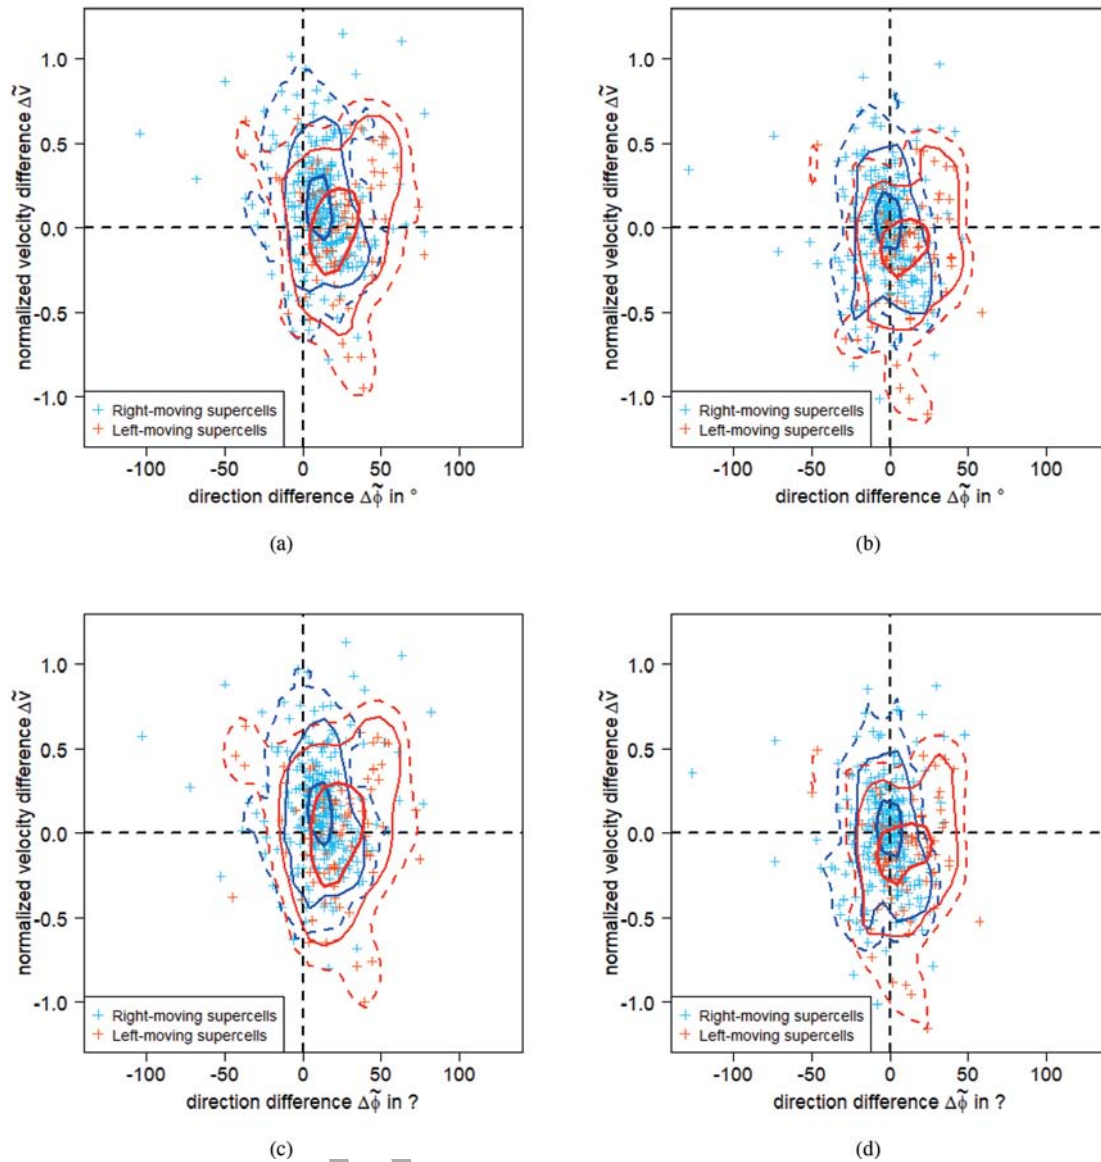 1.0
0.5
0.0
-0.5
-1.0
normalized velocity difference Δṽ
Right-moving supercells
Left-moving supercells
-100 -50 0 50 100
direction difference Δϕ̃ in °
(a)
1.0
0.5
0.0
-0.5
-1.0
normalized velocity difference Δṽ
Right-moving supercells
Left-moving supercells
-100 -50 0 50 100
direction difference Δϕ̃ in °
(b)
1.0
0.5
0.0
-0.5
-1.0
normalized velocity difference Δṽ
Right-moving supercells
Left-moving supercells
-100 -50 0 50 100
direction difference Δϕ̃ in ?
(c)
1.0
0.5
0.0
-0.5
-1.0
normalized velocity difference Δṽ
Right-moving supercells
Left-moving supercells
-100 -50 0 50 100
direction difference Δϕ̃ in ?
(d)